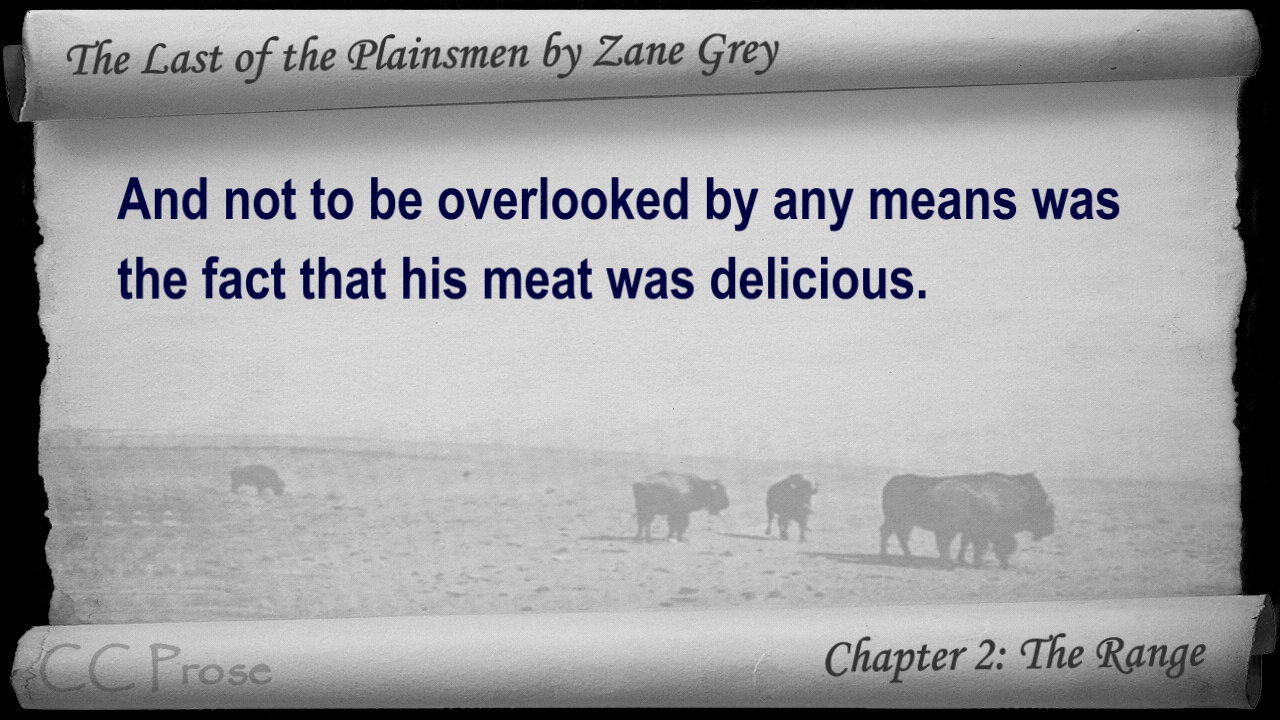 The Last of the Plainsmen by Zane Grey
And not to be overlooked by any means was
the fact that his meat was delicious.
CC Prose
Chapter 2: The Range